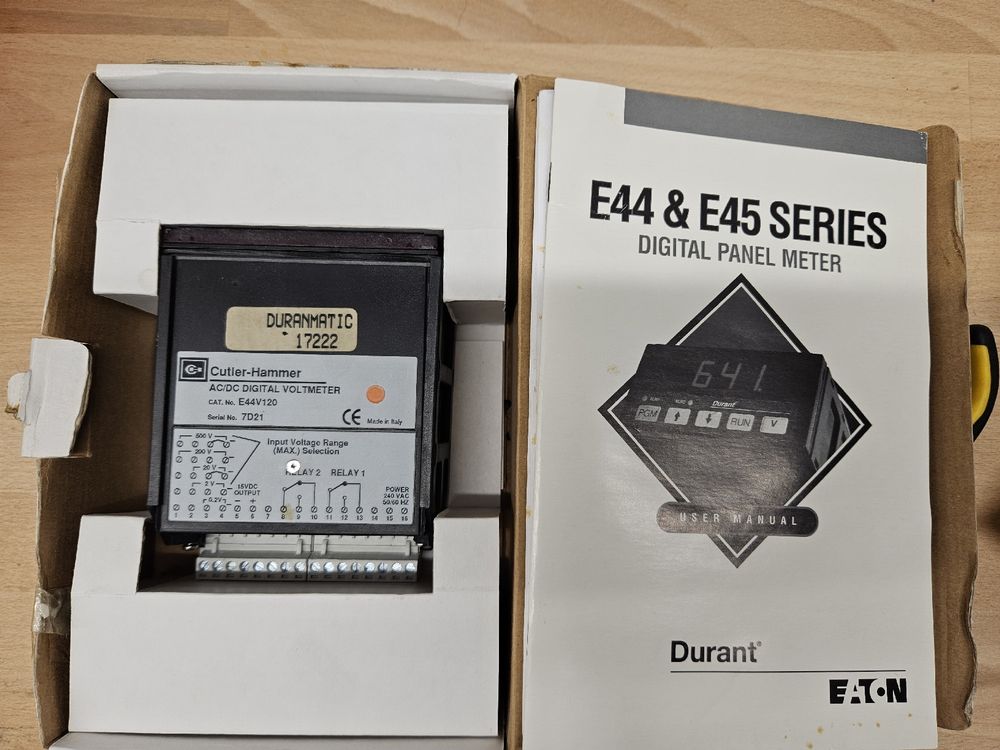 DURANMATIC
17222
Cutler-Hammer
AC/DC DIGITAL VOLTMETER
CAT. No. E44V120
Serial No. 7D21
CE Made in Italy
500 V
200 V
20 V
2 V
0.2V
Input Voltage Range
(MAX.) Selection
15VDC
OUTPUT
- +
RELAY 2 RELAY 1
POWER
240 VAC
50/60 HZ
1 2 3 4 5 6 7 8 9 10 11 12 13 14 15 16
E44 & E45 SERIES
DIGITAL PANEL METER
641.
Durant
PGM RUN V
USER MANUAL
Durant®
EATON